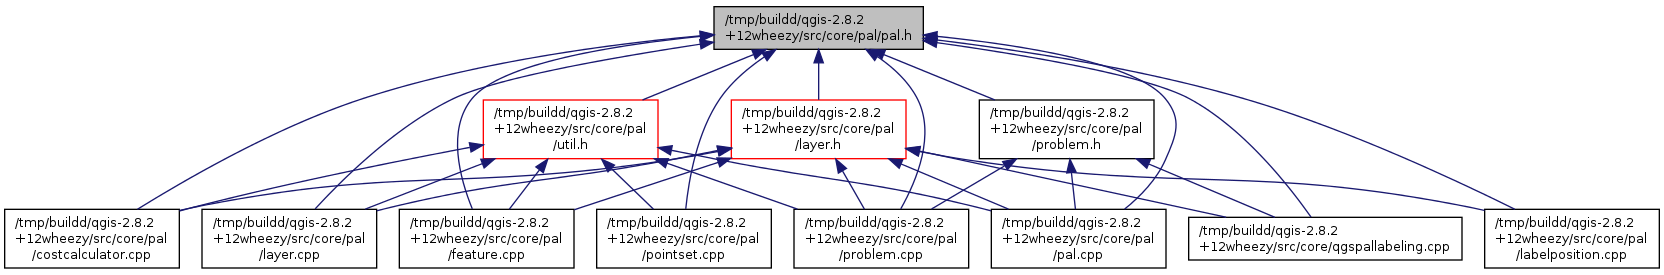 /tmp/buildd/qgis-2.8.2
+12wheezy/src/core/pal/pal.h
/tmp/buildd/qgis-2.8.2
+12wheezy/src/core/pal
/util.h
/tmp/buildd/qgis-2.8.2
+12wheezy/src/core/pal
/layer.h
/tmp/buildd/qgis-2.8.2
+12wheezy/src/core/pal
/problem.h
/tmp/buildd/qgis-2.8.2
+12wheezy/src/core/pal
/costcalculator.cpp
/tmp/buildd/qgis-2.8.2
+12wheezy/src/core/pal
/layer.cpp
/tmp/buildd/qgis-2.8.2
+12wheezy/src/core/pal
/feature.cpp
/tmp/buildd/qgis-2.8.2
+12wheezy/src/core/pal
/pointset.cpp
/tmp/buildd/qgis-2.8.2
+12wheezy/src/core/pal
/problem.cpp
/tmp/buildd/qgis-2.8.2
+12wheezy/src/core/pal
/pal.cpp
/tmp/buildd/qgis-2.8.2
+12wheezy/src/core/qgspallabeling.cpp
/tmp/buildd/qgis-2.8.2
+12wheezy/src/core/pal
/labelposition.cpp